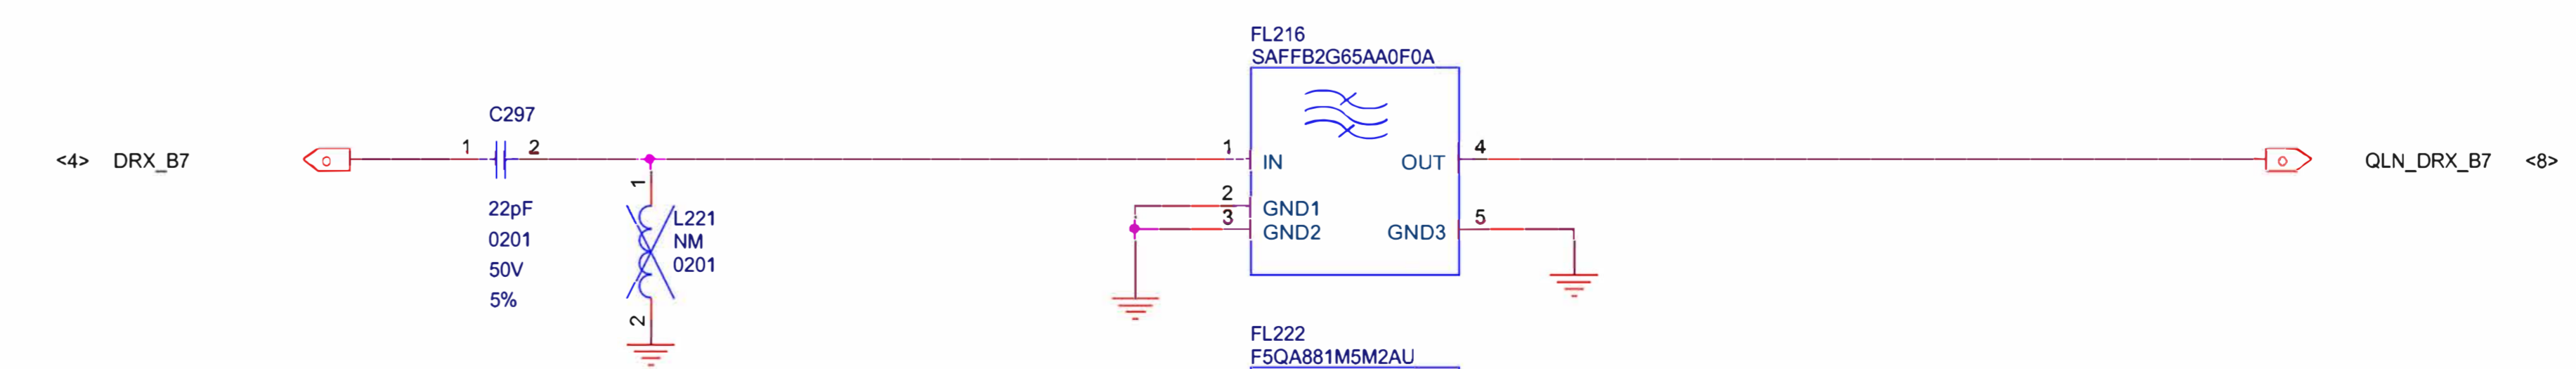 FL216
SAFFB2G65AA0F0A
C297
<4> DRX_B7
1 2
1 IN
OUT 4
QLN_DRX_B7 <8>
1
2 GND1
3 GND2
GND3 5
22pF
0201
50V
5%
L221
NM
0201
2
FL222
F5QA881M5M2AU